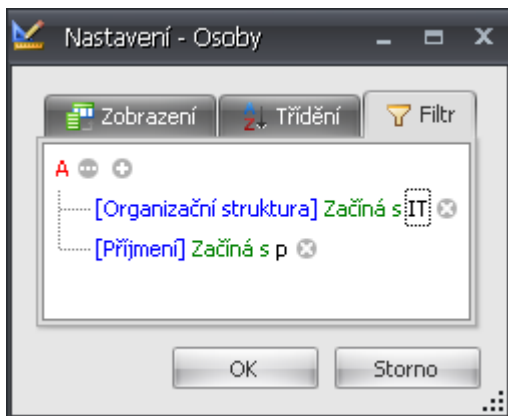 Nastavení - Osoby
Zobrazení Třídění Filtr
A
[Organizační struktura] Začíná s IT
[Příjmení] Začíná s p
OK Storno